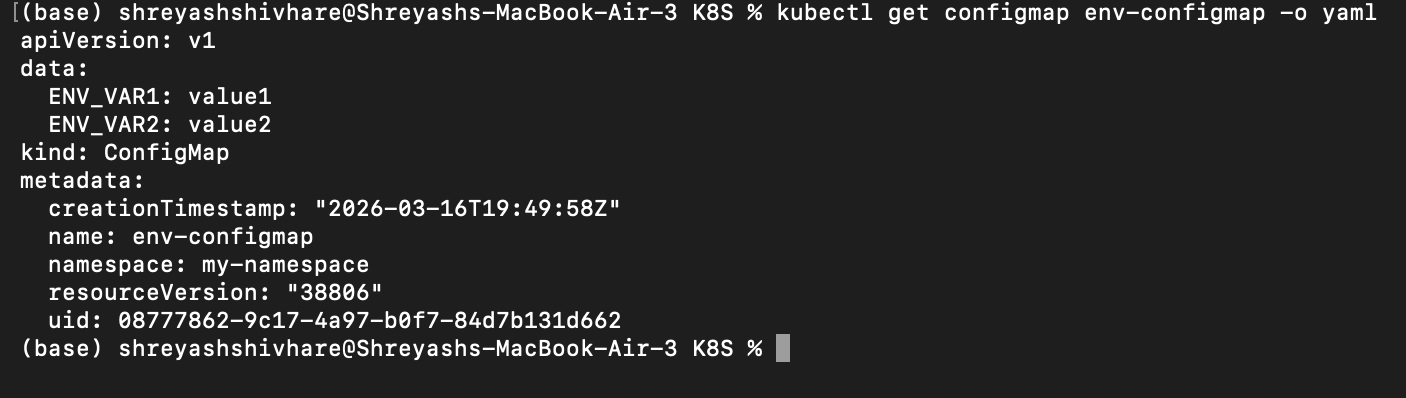 [(base) shreyashshivhare@Shreyashs-MacBook-Air-3 K8S % kubectl get configmap env-configmap -o yaml
apiVersion: v1
data:
  ENV_VAR1: value1
  ENV_VAR2: value2
kind: ConfigMap
metadata:
  creationTimestamp: "2026-03-16T19:49:58Z"
  name: env-configmap
  namespace: my-namespace
  resourceVersion: "38806"
  uid: 08777862-9c17-4a97-b0f7-84d7b131d662
(base) shreyashshivhare@Shreyashs-MacBook-Air-3 K8S %